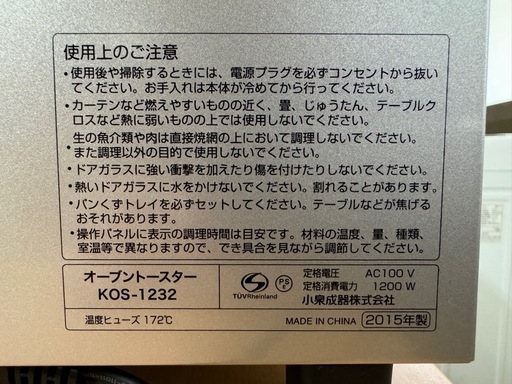 使用上のご注意
•使用後や掃除するときには、電源プラグを必ずコンセントから抜い
てください。お手入れは本体が冷めてから行ってください。
•カーテンなど燃えやすいものの近く、畳、じゅうたん、テーブルク
ロスなど熱に弱いものの上では使用しないでください。
•生の魚介類や肉は直接焼網の上において調理しないでください。
また調理以外の目的で使用しないでください。
•ドアガラスに強い衝撃を加えたり傷を付けたりしないでください。
•熱いドアガラスに水をかけないでください。割れることがあります。
•パンくずトレイを必ずセットしてください。テーブルなどが焦げる
おそれがあります。
•操作パネルに表示の調理時間は目安です。材料の温度、量、種類、
室温等で異なりますので、でき具合を見ながら調写してください。
オーブントースター
KOS-1232
温度ヒューズ 172℃
TÜVRheinland
PS
E
定格電圧 AC100 V
定格消費電力 1200 W
小泉成器株式会社
MADE IN CHINA 2015年製